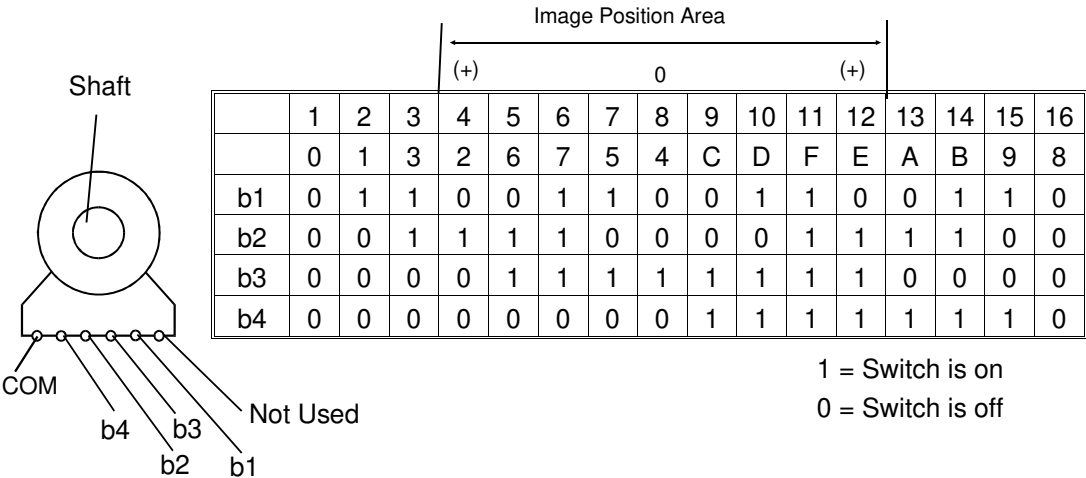 Image Position Area
(+) 0 (+)
Shaft
1 2 3 4 5 6 7 8 9 10 11 12 13 14 15 16
0 1 3 2 6 7 5 4 C D F E A B 9 8
b1 0 1 1 0 0 1 1 0 0 1 1 0 0 1 1 0
b2 0 0 1 1 1 1 0 0 0 0 1 1 1 1 0 0
b3 0 0 0 0 1 1 1 1 1 1 1 1 0 0 0 0
b4 0 0 0 0 0 0 0 0 1 1 1 1 1 1 1 0
1 = Switch is on
0 = Switch is off
COM
Not Used
b4 b3
b2 b1